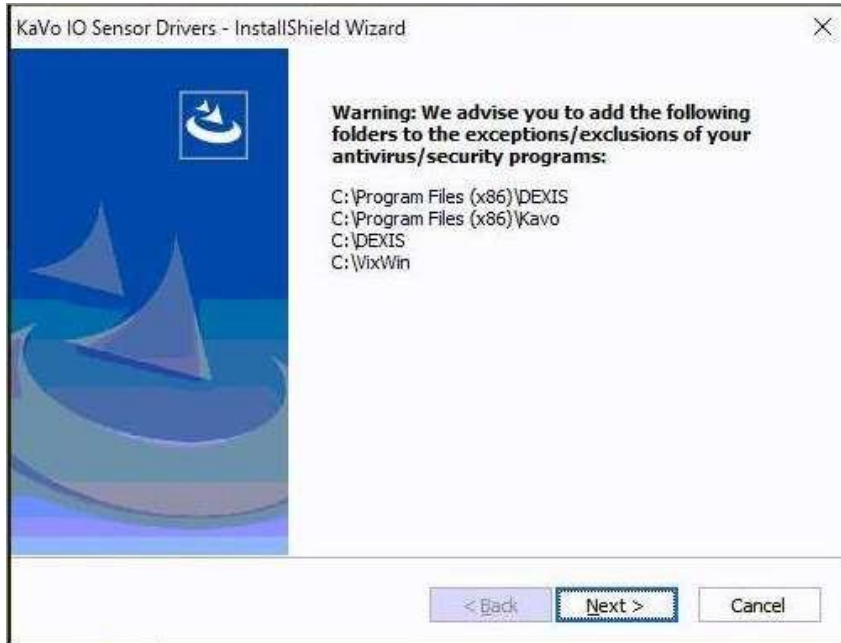 KaVo IO Sensor Drivers - InstallShield Wizard
Warning: We advise you to add the following
folders to the exceptions/exclusions of your
antivirus/security programs:
C:\Program Files (x86)\DEXIS
C:\Program Files (x86)\Kavo
C:\DEXIS
C:\VixWin
< Back
Next >
Cancel